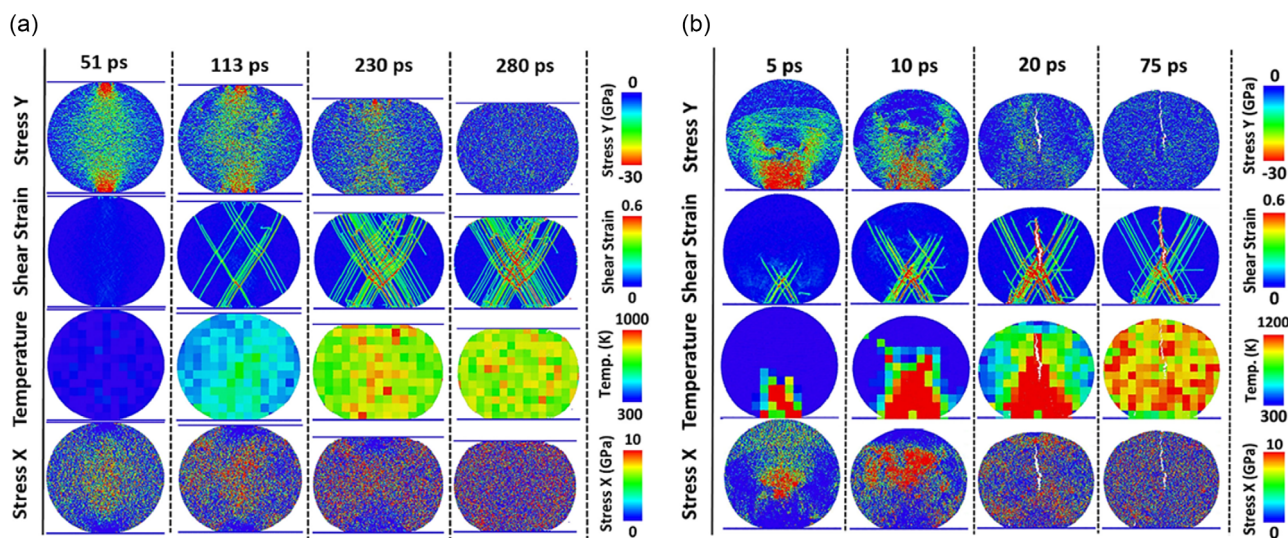 (a)
51 ps 113 ps 230 ps 280 ps
Stress Y
0
Stress Y (GPa)
-30
Shear Strain
0.6
Shear Strain
0
Temperature
1000
Temp. (K)
300
Stress X
10
Stress X (GPa)
0
(b)
5 ps 10 ps 20 ps 75 ps
Stress Y
0
Stress Y (GPa)
-30
Shear Strain
0.6
Shear Strain
0
Temperature
1200
Temp. (K)
300
Stress X
10
Stress X (GPa)
0